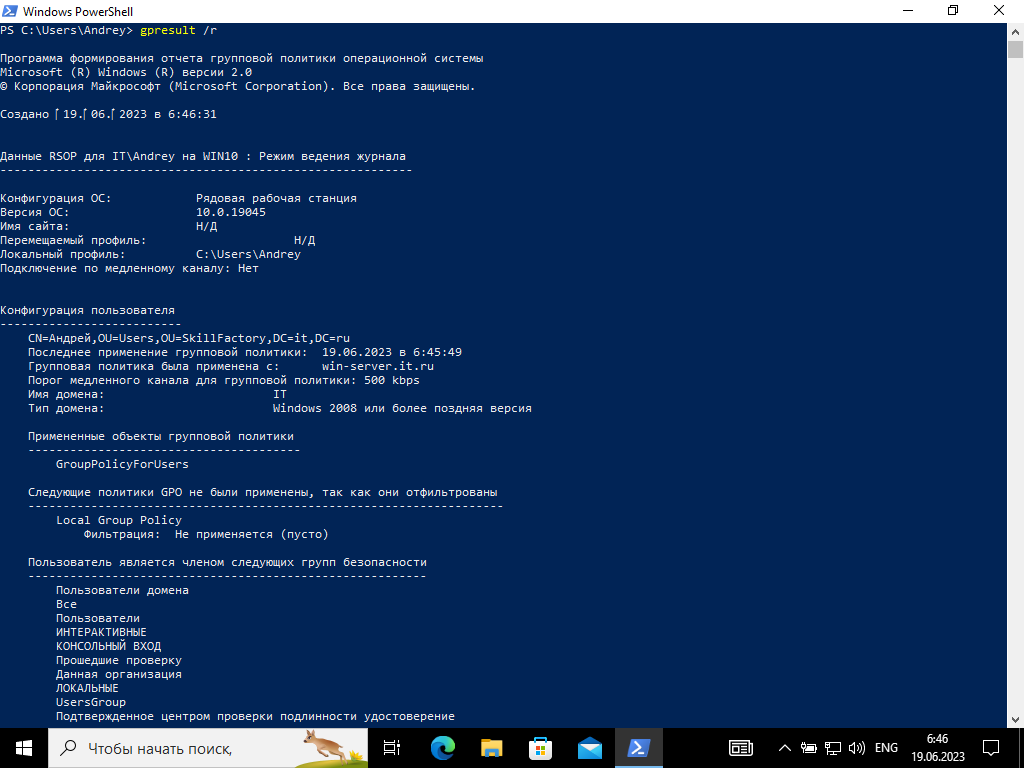 Windows PowerShell
PS C:\Users\Andrey> gpresult /r
Программа формирования отчета групповой политики операционной системы
Microsoft (R) Windows (R) версии 2.0
© Корпорация Майкрософт (Microsoft Corporation). Все права защищены.
Создано ⌈19.⌈06.⌈2023 в 6:46:31
Данные RSOP для IT\Andrey на WIN10 : Режим ведения журнала
-----------------------------------------------------------
Конфигурация ОС: Рядовая рабочая станция
Версия ОС: 10.0.19045
Имя сайта: Н/Д
Перемещаемый профиль: Н/Д
Локальный профиль: C:\Users\Andrey
Подключение по медленному каналу: Нет
Конфигурация пользователя
--------------------------
CN=Андрей,OU=Users,OU=SkillFactory,DC=it,DC=ru
Последнее применение групповой политики: 19.06.2023 в 6:45:49
Групповая политика была применена с: win-server.it.ru
Порог медленного канала для групповой политики: 500 kbps
Имя домена: IT
Тип домена: Windows 2008 или более поздняя версия
Примененные объекты групповой политики
---------------------------------------
GroupPolicyForUsers
Следующие политики GPO не были применены, так как они отфильтрованы
--------------------------------------------------------------------
Local Group Policy
Фильтрация: Не применяется (пусто)
Пользователь является членом следующих групп безопасности
---------------------------------------------------------
Пользователи домена
Все
Пользователи
ИНТЕРАКТИВНЫЕ
КОНСОЛЬНЫЙ ВХОД
Прошедшие проверку
Данная организация
ЛОКАЛЬНЫЕ
UsersGroup
Подтвержденное центром проверки подлинности удостоверение
Чтобы начать поиск,
ENG
6:46
19.06.2023